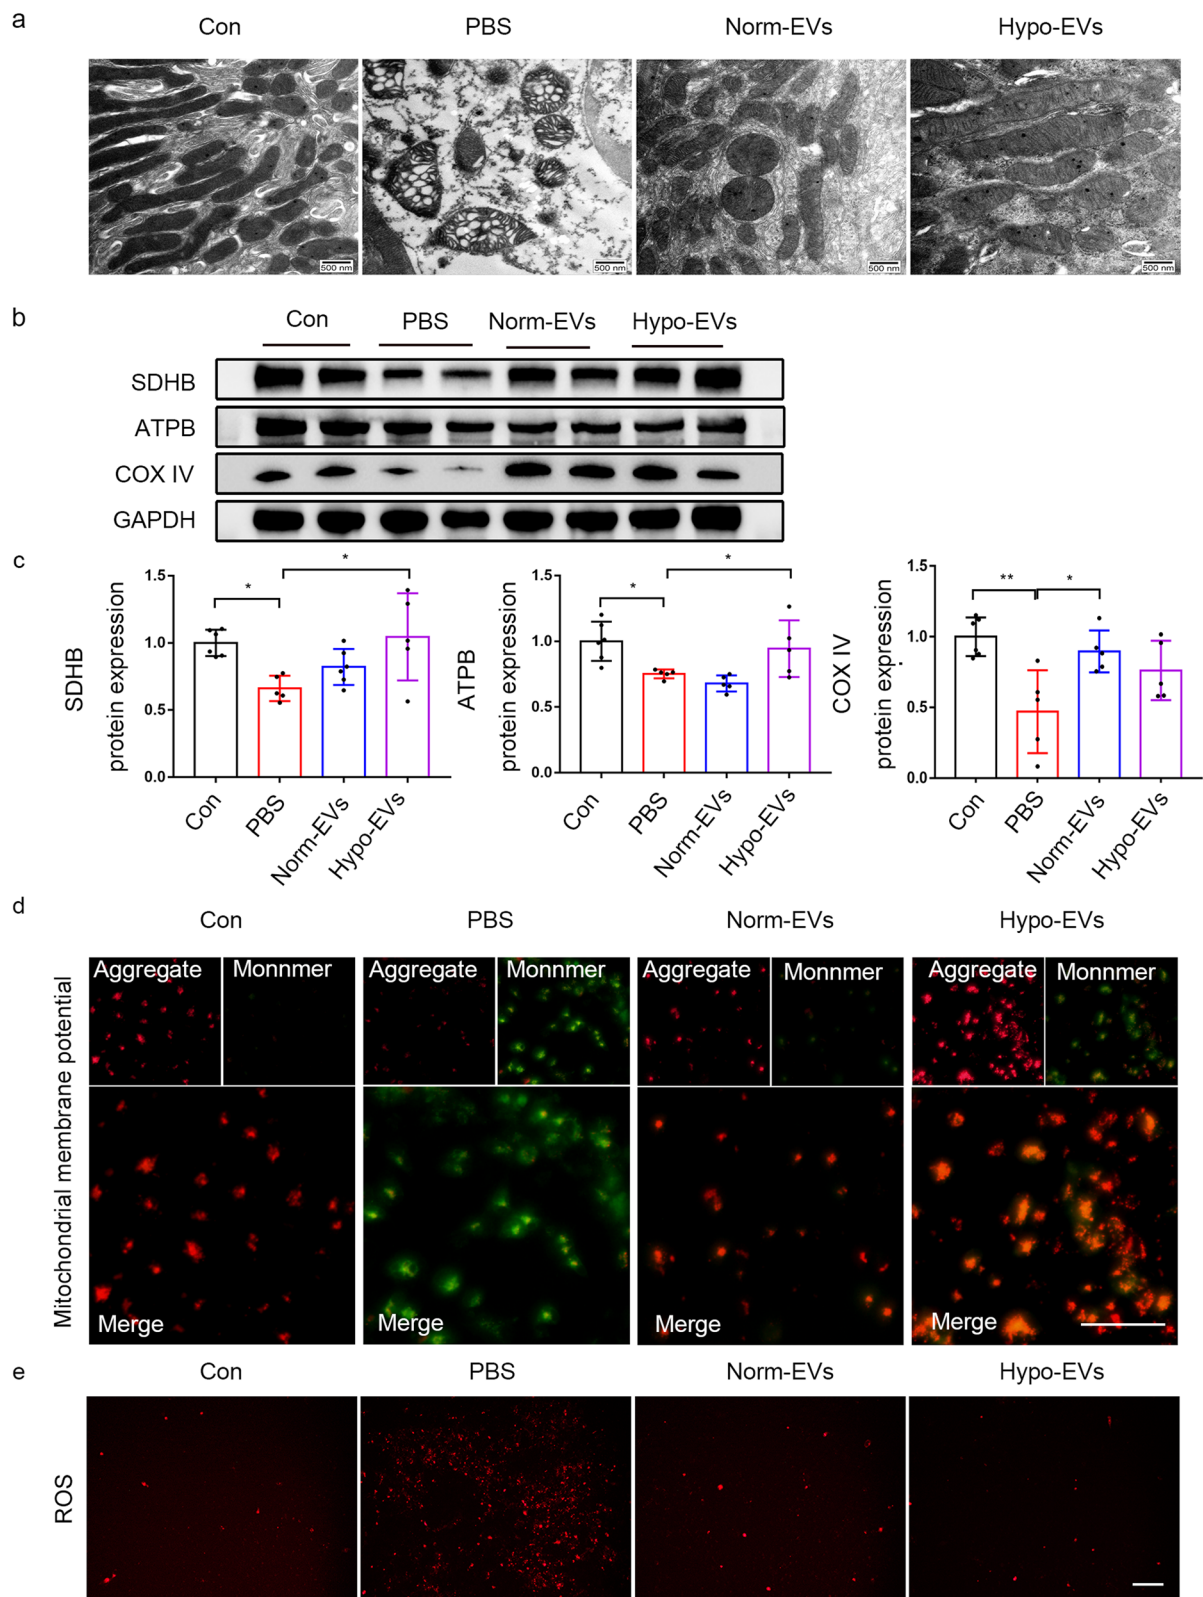 a
Con PBS Norm-EVs Hypo-EVs
500 nm 500 nm 500 nm 500 nm
b
Con PBS Norm-EVs Hypo-EVs
SDHB
ATPB
COX IV
GAPDH
c
SDHB
protein expression
1.5
1.0
0.5
0.0
* *
Con PBS Norm-EVs Hypo-EVs
ATPB
protein expression
1.5
1.0
0.5
0.0
* *
Con PBS Norm-EVs Hypo-EVs
COX IV
protein expression
1.5
1.0
0.5
0.0
** *
Con PBS Norm-EVs Hypo-EVs
d
Con PBS Norm-EVs Hypo-EVs
Mitochondrial membrane potential
Aggregate Monnmer Aggregate Monnmer Aggregate Monnmer Aggregate Monnmer
Merge Merge Merge Merge
e
Con PBS Norm-EVs Hypo-EVs
ROS